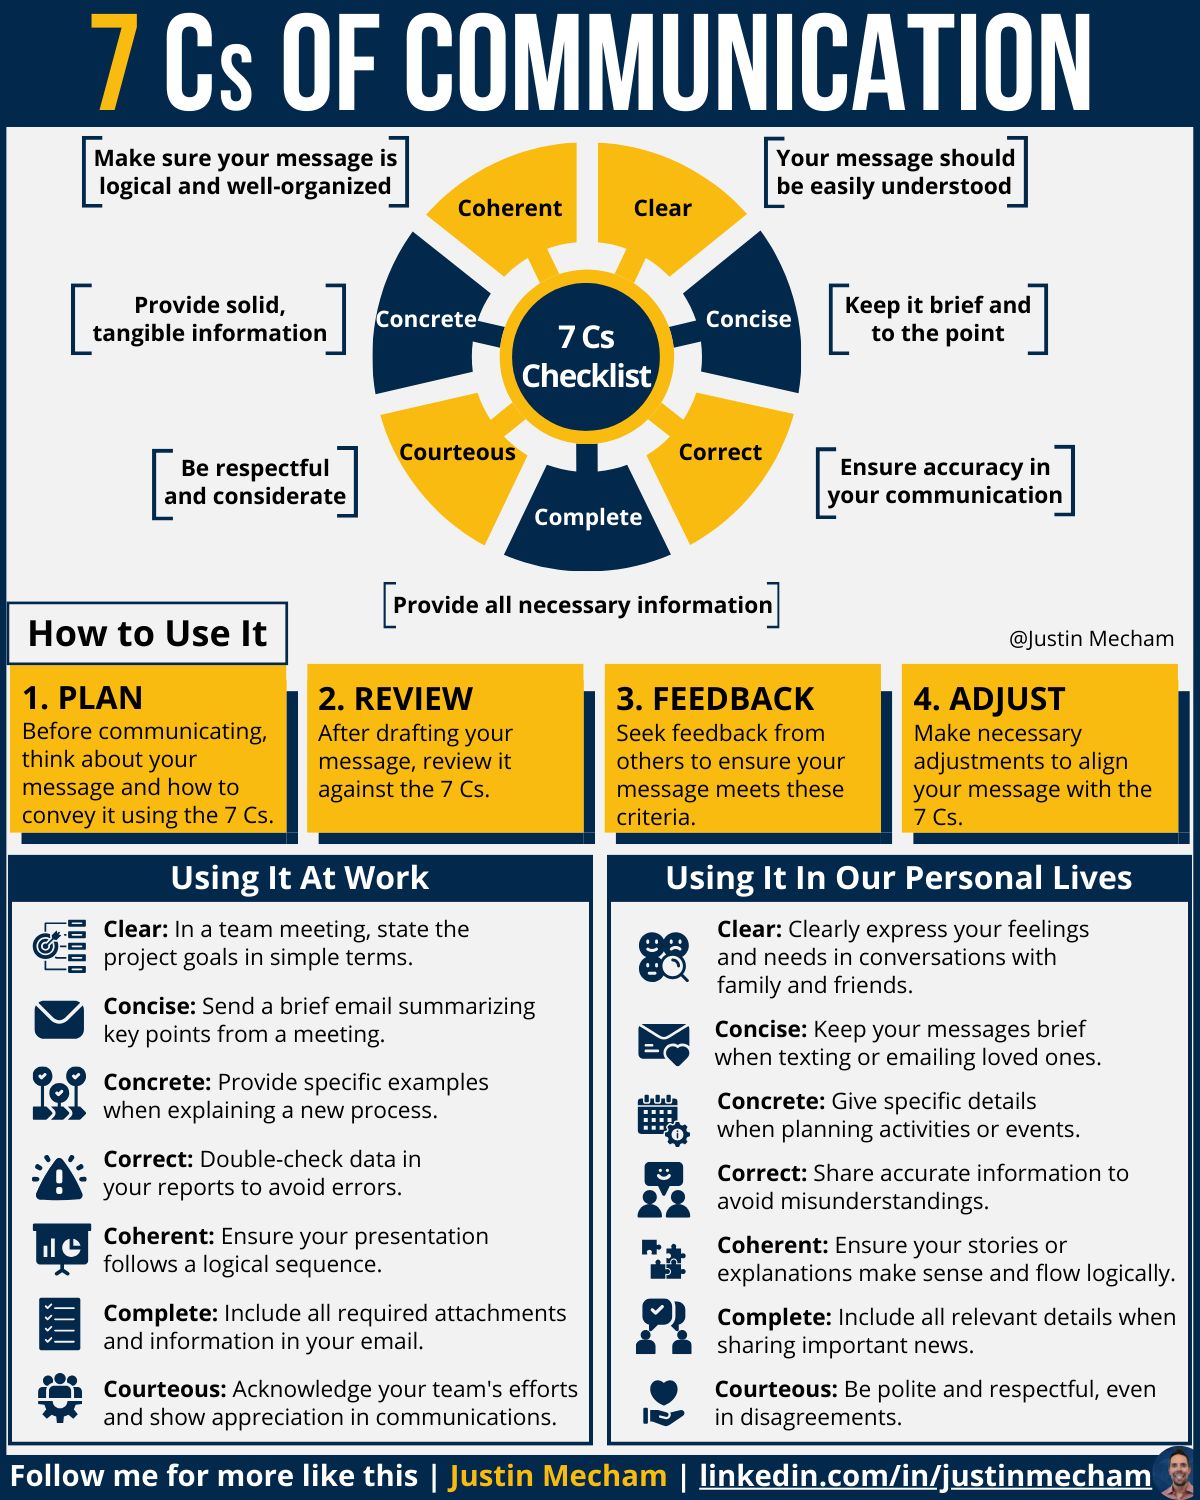 7 Cs OF COMMUNICATION
Make sure your message is
logical and well-organized
Your message should
be easily understood
Coherent
Clear
Provide solid,
tangible information
Concrete
7 Cs
Checklist
Concise
Keep it brief and
to the point
Be respectful
and considerate
Courteous
Correct
Ensure accuracy in
your communication
Complete
Provide all necessary information
How to Use It
@Justin Mecham
1. PLAN
Before communicating,
think about your
message and how to
convey it using the 7 Cs.
2. REVIEW
After drafting your
message, review it
against the 7 Cs.
3. FEEDBACK
Seek feedback from
others to ensure your
message meets these
criteria.
4. ADJUST
Make necessary
adjustments to align
your message with the
7 Cs.
Using It At Work
Clear: In a team meeting, state the
project goals in simple terms.
Concise: Send a brief email summarizing
key points from a meeting.
Concrete: Provide specific examples
when explaining a new process.
Correct: Double-check data in
your reports to avoid errors.
Coherent: Ensure your presentation
follows a logical sequence.
Complete: Include all required attachments
and information in your email.
Courteous: Acknowledge your team's efforts
and show appreciation in communications.
Using It In Our Personal Lives
Clear: Clearly express your feelings
and needs in conversations with
family and friends.
Concise: Keep your messages brief
when texting or emailing loved ones.
Concrete: Give specific details
when planning activities or events.
Correct: Share accurate information to
avoid misunderstandings.
Coherent: Ensure your stories or
explanations make sense and flow logically.
Complete: Include all relevant details when
sharing important news.
Courteous: Be polite and respectful, even
in disagreements.
Follow me for more like this | Justin Mecham | linkedin.com/in/justinmecham